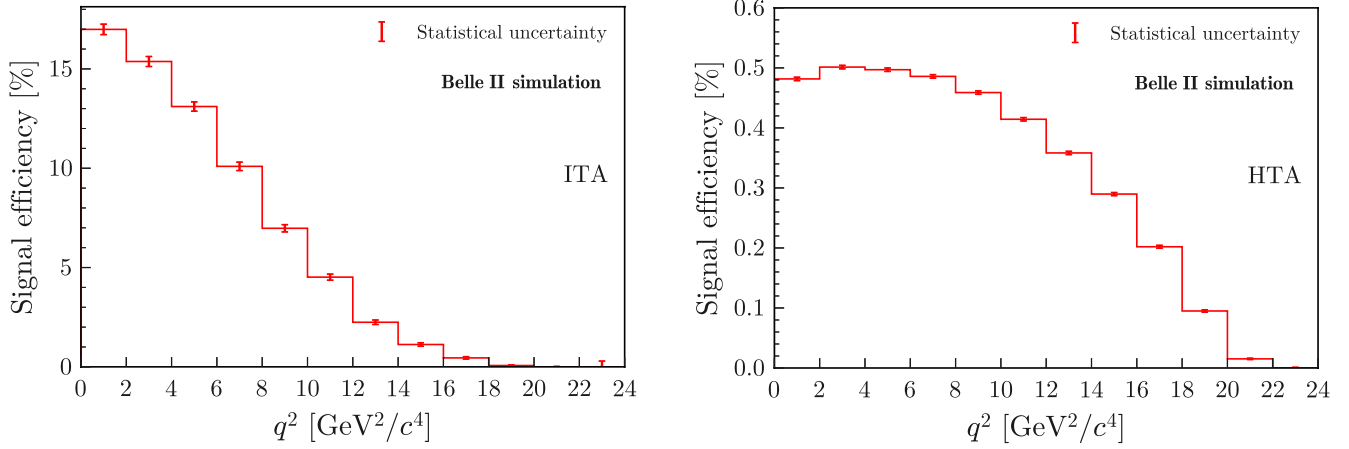 Signal efficiency [%]
15
10
5
0
Statistical uncertainty
Belle II simulation
ITA
0 2 4 6 8 10 12 14 16 18 20 22 24
q² [GeV²/c⁴]
Signal efficiency [%]
0.6
0.5
0.4
0.3
0.2
0.1
0.0
Statistical uncertainty
Belle II simulation
HTA
0 2 4 6 8 10 12 14 16 18 20 22 24
q² [GeV²/c⁴]